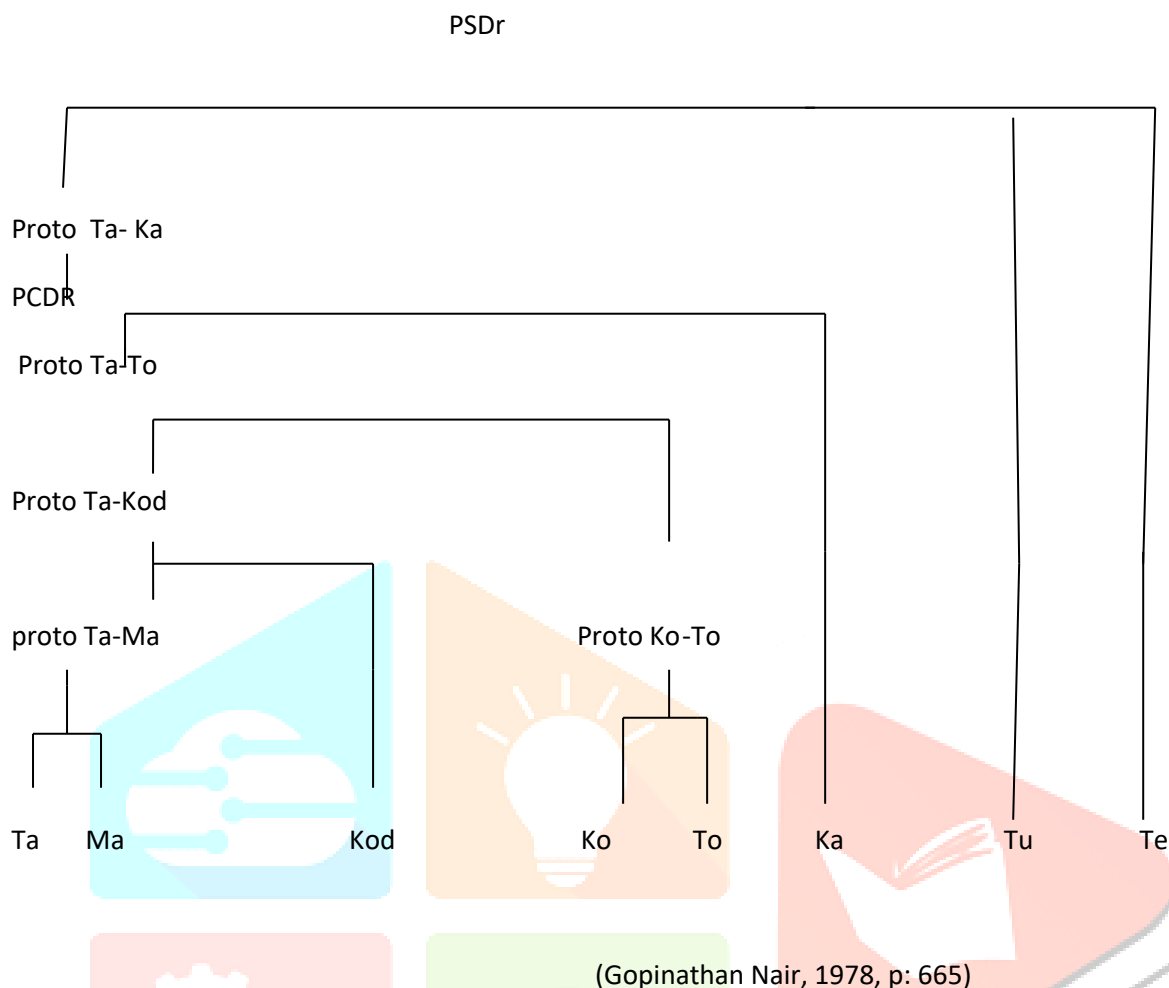 PSDr
Proto Ta- Ka
PCDR
Proto Ta-To
Proto Ta-Kod
proto Ta-Ma Proto Ko-To
Ta Ma Kod Ko To Ka Tu Te
(Gopinathan Nair, 1978, p: 665)